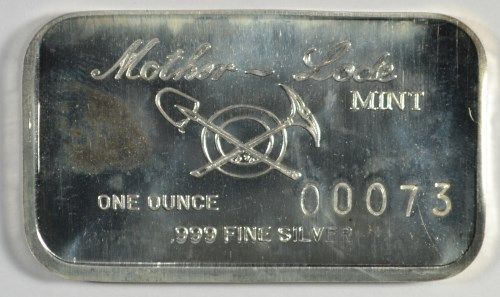 Mother - Lode
MINT
ONE OUNCE 00073
.999 FINE SILVER